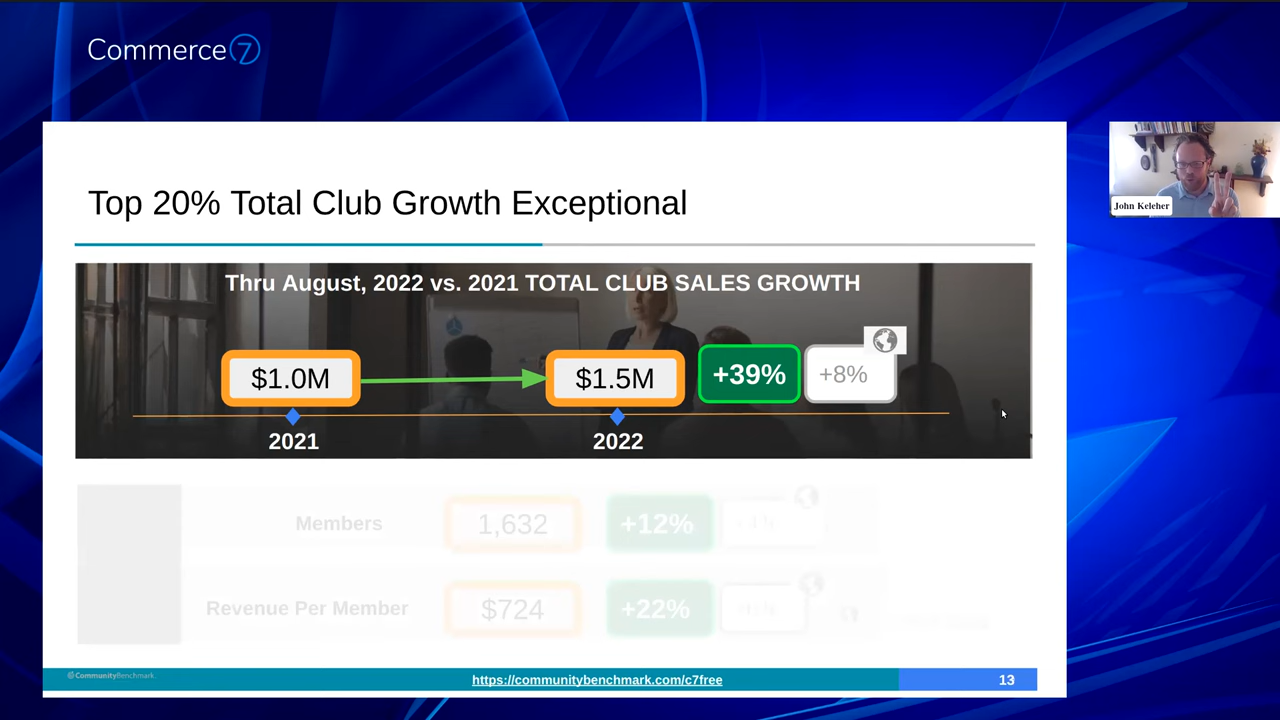 Commerce7
Top 20% Total Club Growth Exceptional
John Keleher
Thru August, 2022 vs. 2021 TOTAL CLUB SALES GROWTH
$1.0M
$1.5M
+39%
+8%
2021
2022
Members
1,632
+12%
Revenue Per Member
$724
+22%
CommunityBenchmark
https://communitybenchmark.com/c7free
13